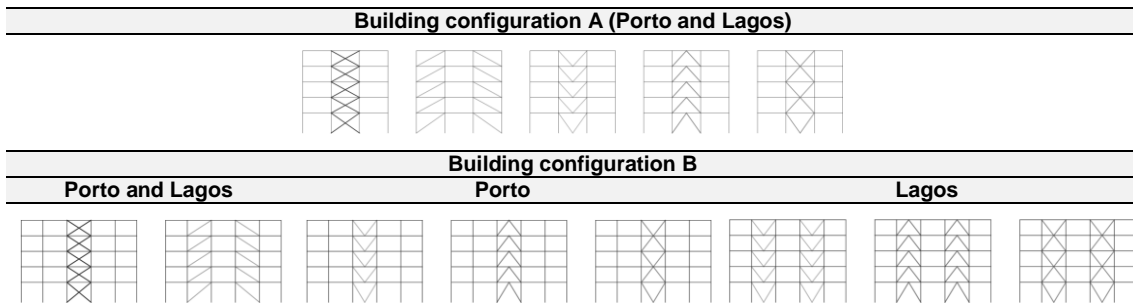 Building configuration A (Porto and Lagos)
Building configuration B
Porto and Lagos Porto Lagos